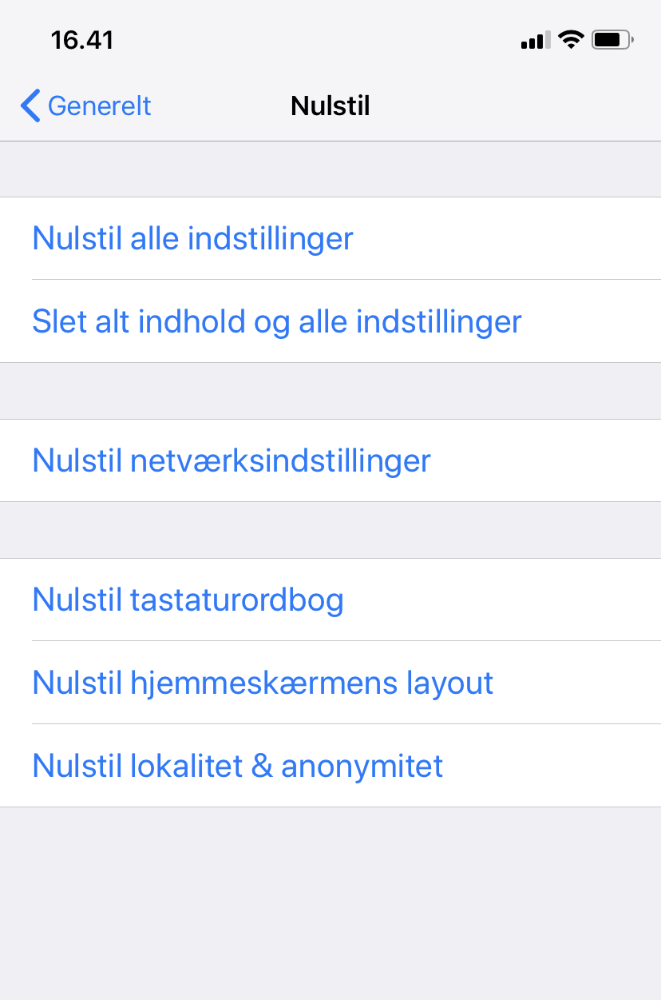 16.41
Generelt
Nulstil
Nulstil alle indstillinger
Slet alt indhold og alle indstillinger
Nulstil netværksindstillinger
Nulstil tastaturordbog
Nulstil hjemmeskærmens layout
Nulstil lokalitet & anonymitet